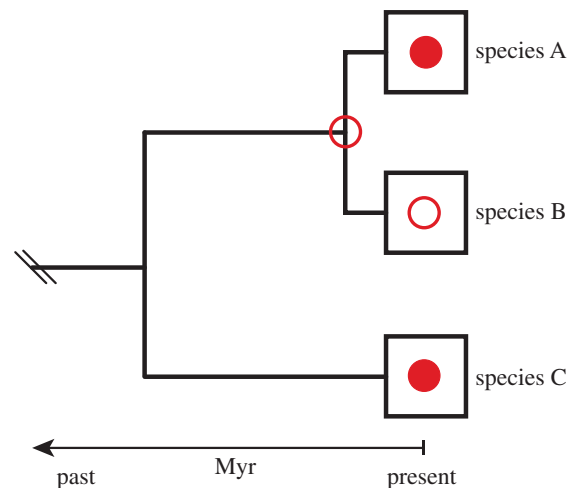 species A
species B
species C
Myr
past
present